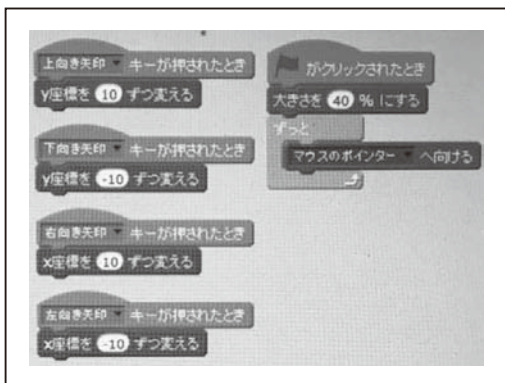 上向き矢印 キーが押されたとき
y座標を 10 ずつ変える
下向き矢印 キーが押されたとき
y座標を -10 ずつ変える
右向き矢印 キーが押されたとき
x座標を 10 ずつ変える
左向き矢印 キーが押されたとき
x座標を -10 ずつ変える
がクリックされたとき
大きさを 40 % にする
ずっと
マウスのポインター へ向ける